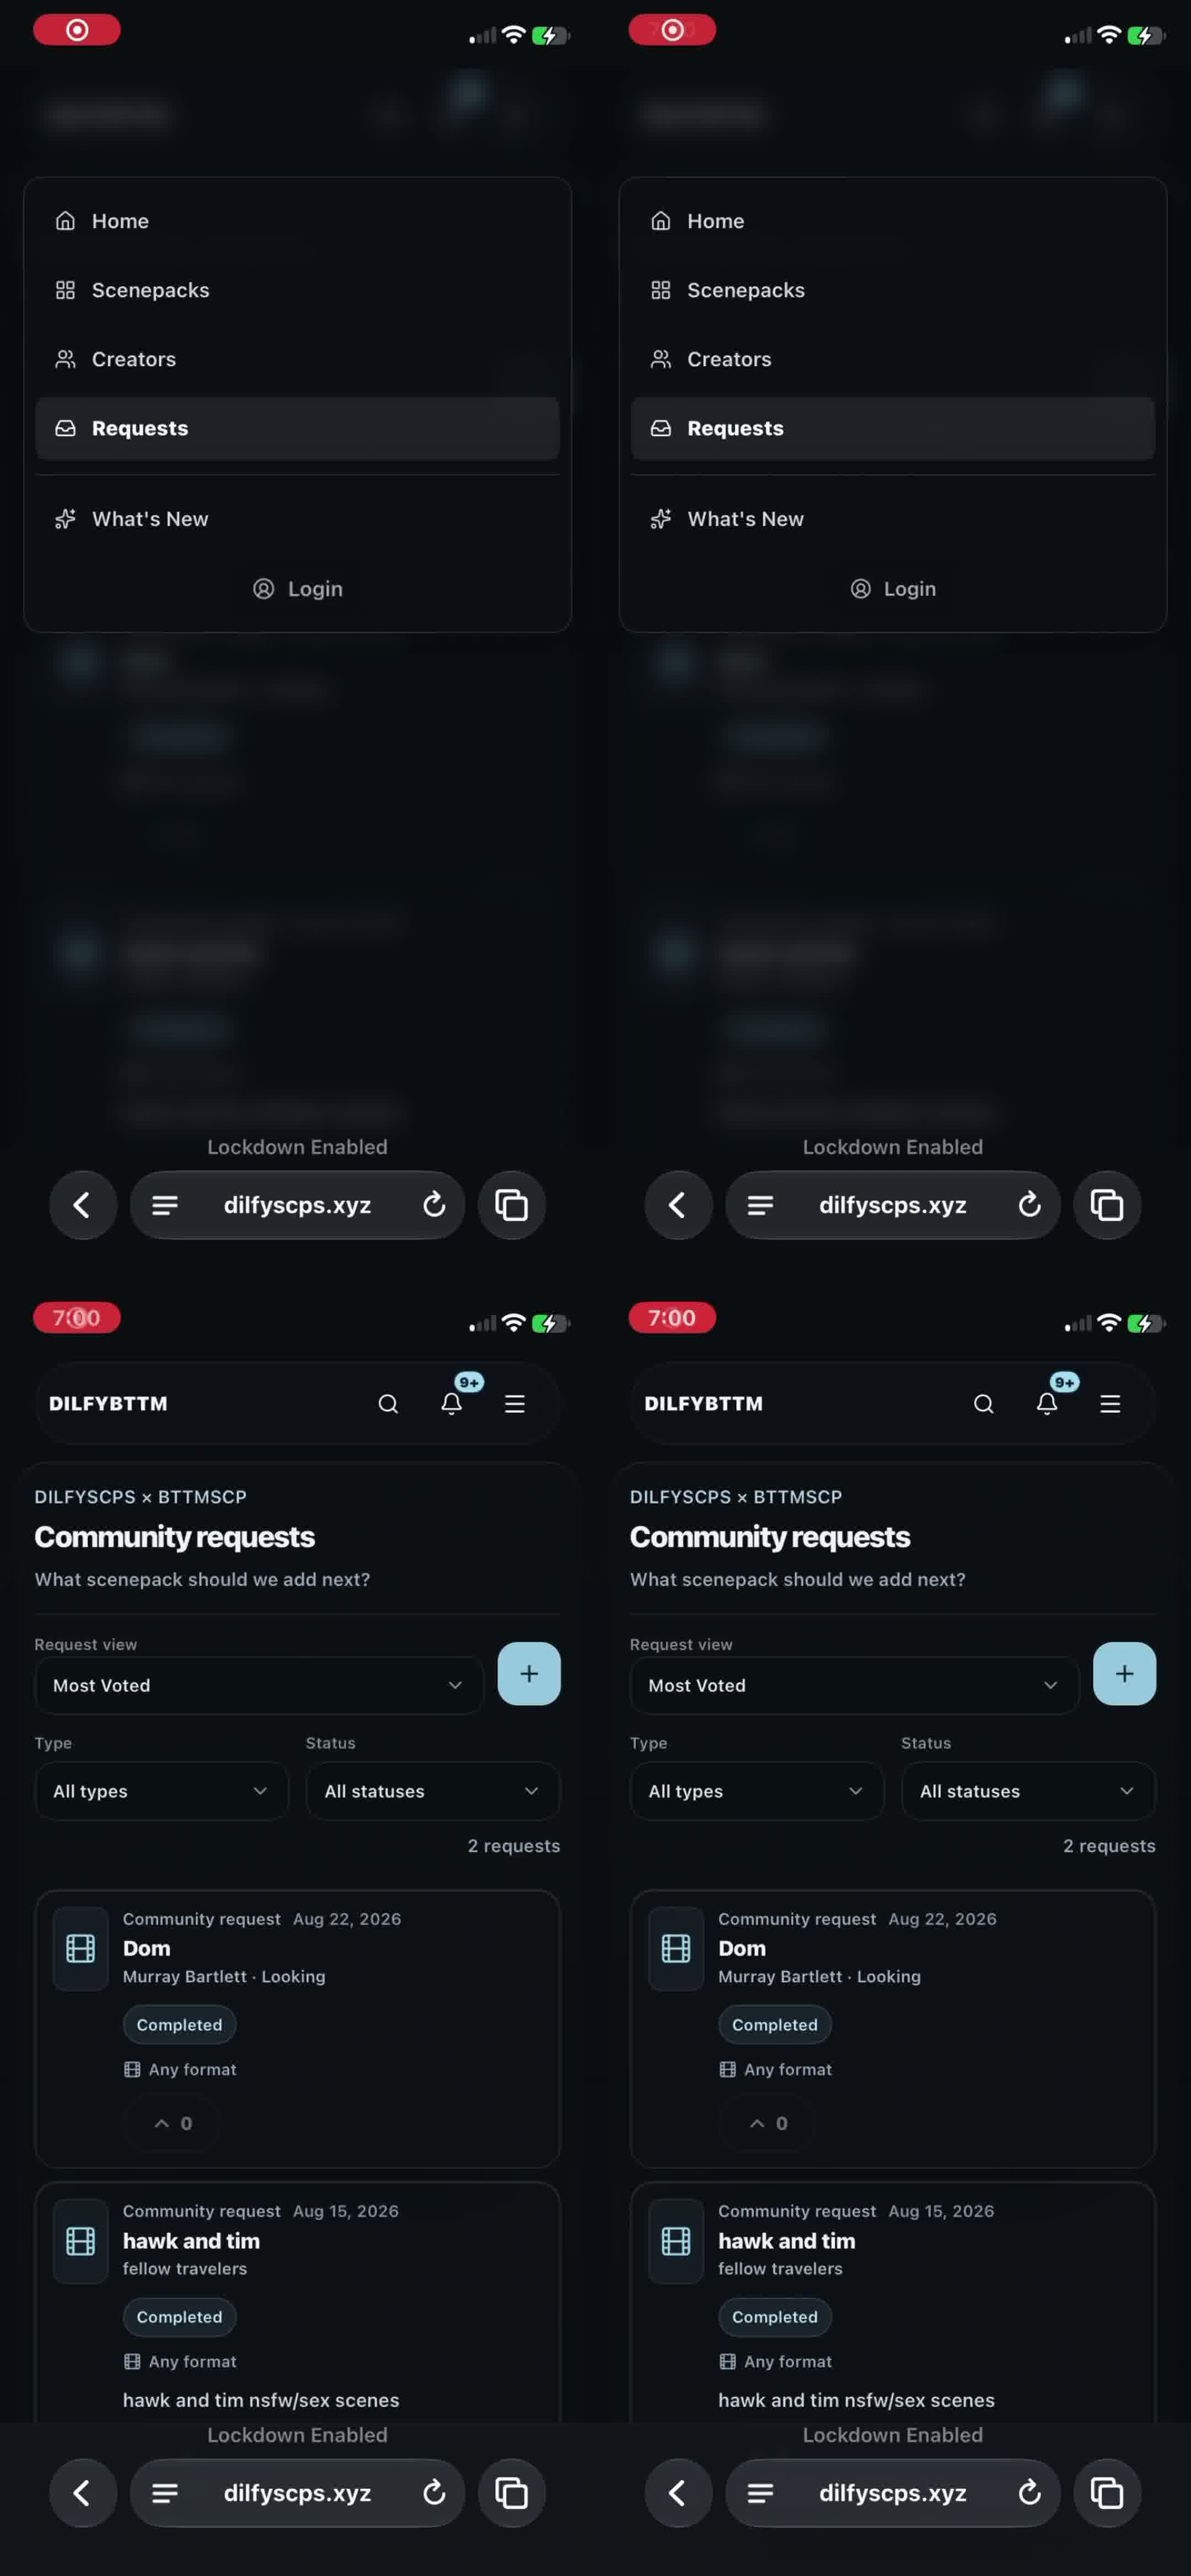 Home
Scenepacks
Creators
Requests
What's New
Login
Lockdown Enabled
dilfyscps.xyz
Home
Scenepacks
Creators
Requests
What's New
Login
Lockdown Enabled
dilfyscps.xyz
7:00
DILFYBTTM
9+
DILFYSCPS × BTTMSCP
Community requests
What scenepack should we add next?
Request view
Most Voted
Type
Status
All types
All statuses
2 requests
Community request Aug 22, 2026
Dom
Murray Bartlett · Looking
Completed
Any format
0
Community request Aug 15, 2026
hawk and tim
fellow travelers
Completed
Any format
hawk and tim nsfw/sex scenes
Lockdown Enabled
dilfyscps.xyz
7:00
DILFYBTTM
9+
DILFYSCPS × BTTMSCP
Community requests
What scenepack should we add next?
Request view
Most Voted
Type
Status
All types
All statuses
2 requests
Community request Aug 22, 2026
Dom
Murray Bartlett · Looking
Completed
Any format
0
Community request Aug 15, 2026
hawk and tim
fellow travelers
Completed
Any format
hawk and tim nsfw/sex scenes
Lockdown Enabled
dilfyscps.xyz